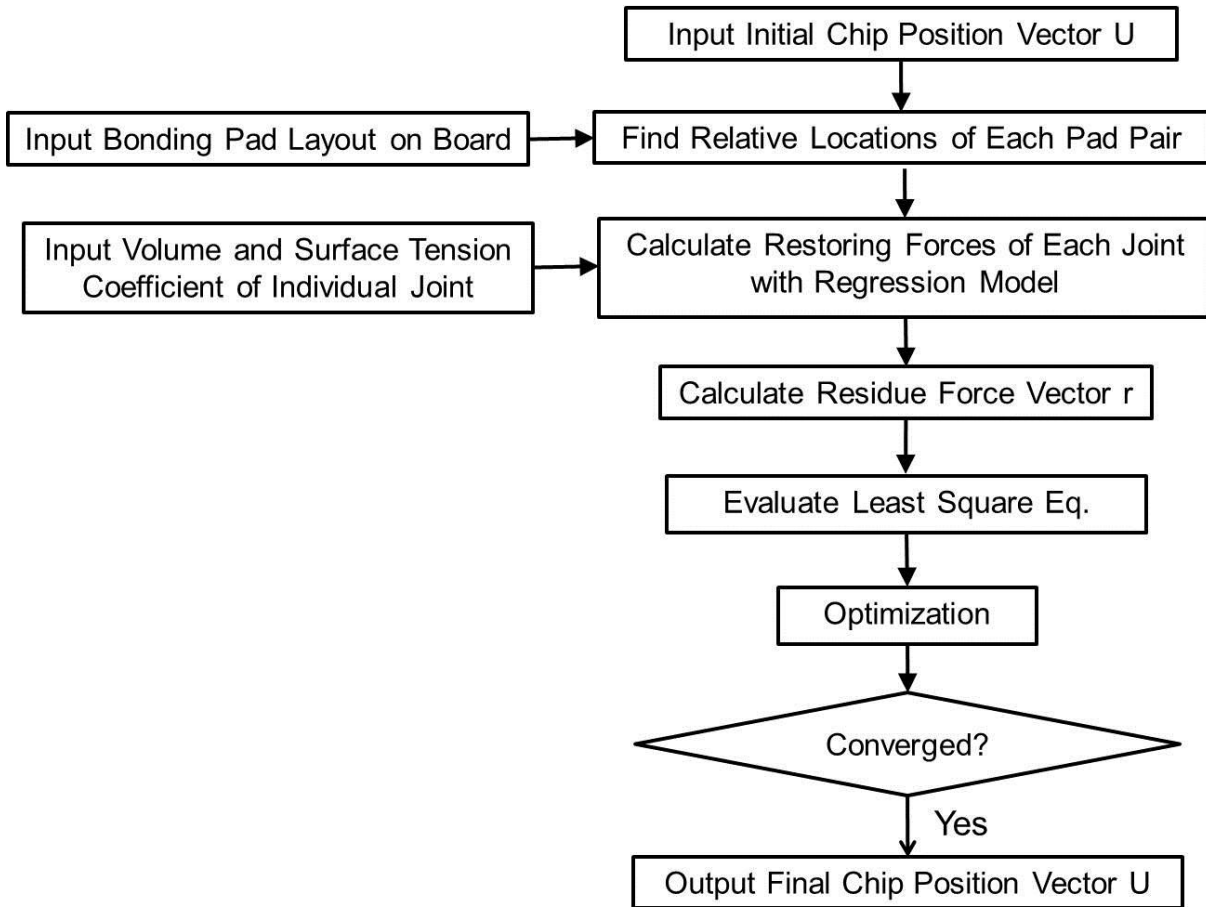 Input Initial Chip Position Vector U
Input Bonding Pad Layout on Board
Find Relative Locations of Each Pad Pair
Input Volume and Surface Tension
Coefficient of Individual Joint
Calculate Restoring Forces of Each Joint
with Regression Model
Calculate Residue Force Vector r
Evaluate Least Square Eq.
Optimization
Converged?
Yes
Output Final Chip Position Vector U